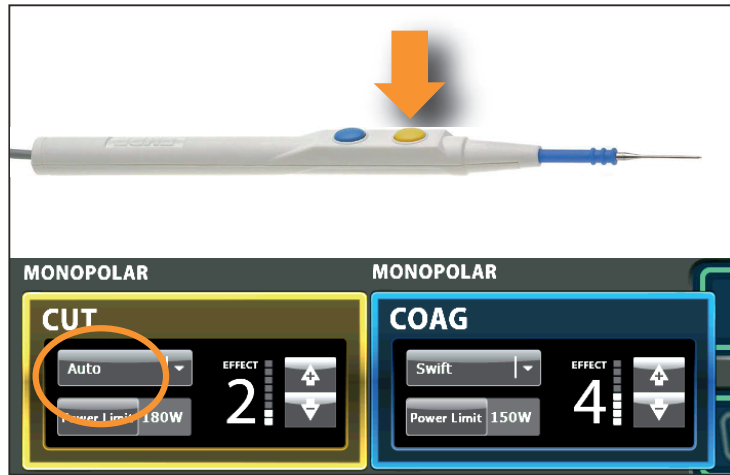 MONOPOLAR
CUT
Auto
EFFECT
2
Power Limit 180W
MONOPOLAR
COAG
Swift
EFFECT
4
Power Limit 150W